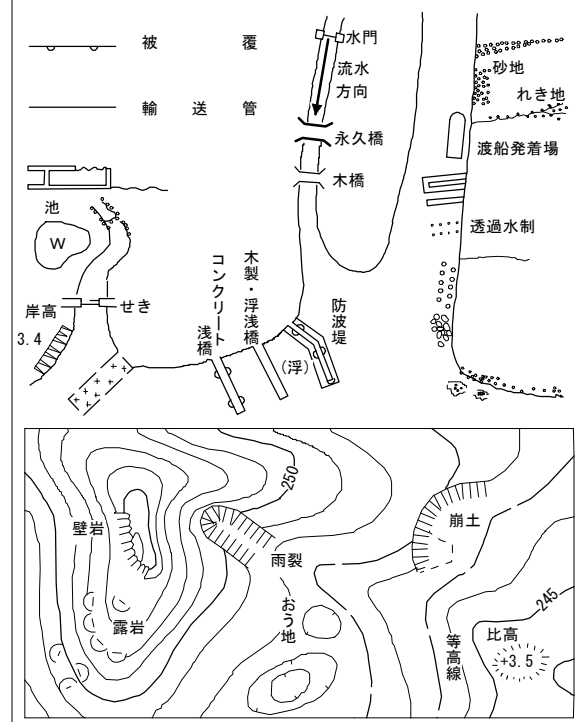 被覆
輸送管
水門
流水
方向
永久橋
木橋
砂地
れき地
渡船発着場
透過水制
池
W
岸高
3.4
せき
コンクリート
浅橋
木製・浮浅橋
防波堤
(浮)
250
壁岩
露岩
雨裂
おう地
崩土
等高線
245
比高
+3.5